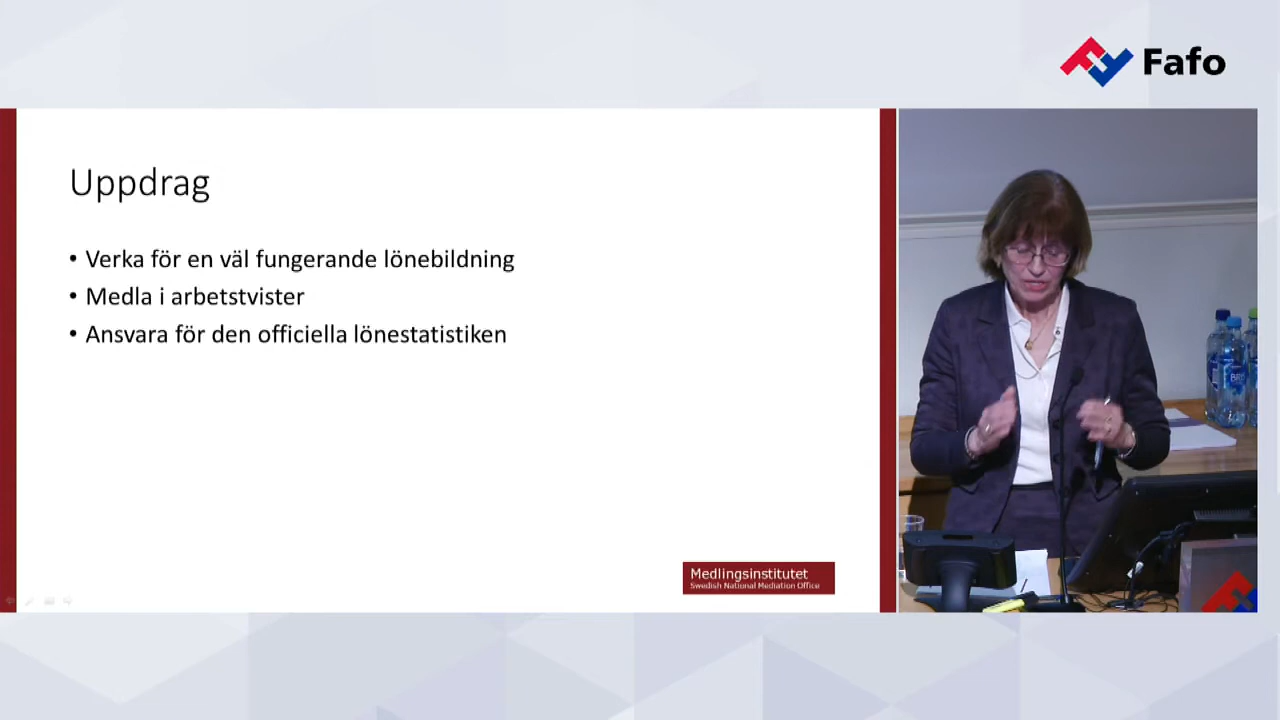 Fafo
Uppdrag
• Verka för en väl fungerande lönebildning
• Medla i arbetstvister
• Ansvara för den officiella lönestatistiken
Medlingsinstitutet
Swedish National Mediation Office